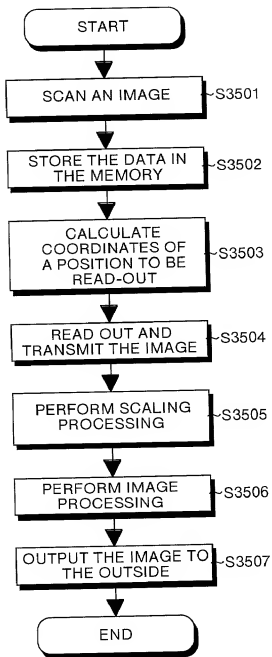 START
SCAN AN IMAGE
S3501
STORE THE DATA IN
THE MEMORY
S3502
CALCULATE
COORDINATES OF
A POSITION TO BE
READ-OUT
S3503
READ OUT AND
TRANSMIT THE IMAGE
S3504
PERFORM SCALING
PROCESSING
S3505
PERFORM IMAGE
PROCESSING
S3506
OUTPUT THE IMAGE TO
THE OUTSIDE
S3507
END